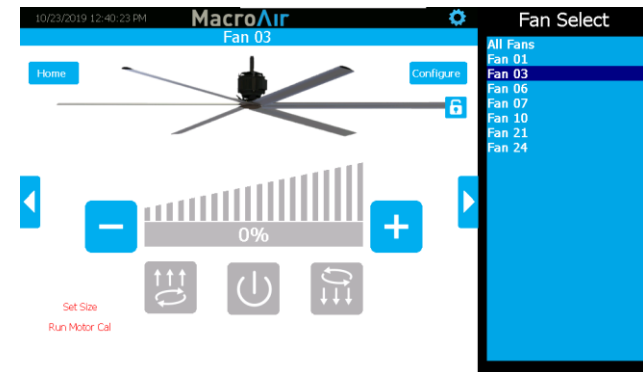 10/23/2019 12:40:23 PM
MacroAir
Fan 03
Home
Configure
0%
Set Size
Run Motor Cal
Fan Select
All Fans
Fan 01
Fan 03
Fan 06
Fan 07
Fan 10
Fan 21
Fan 24